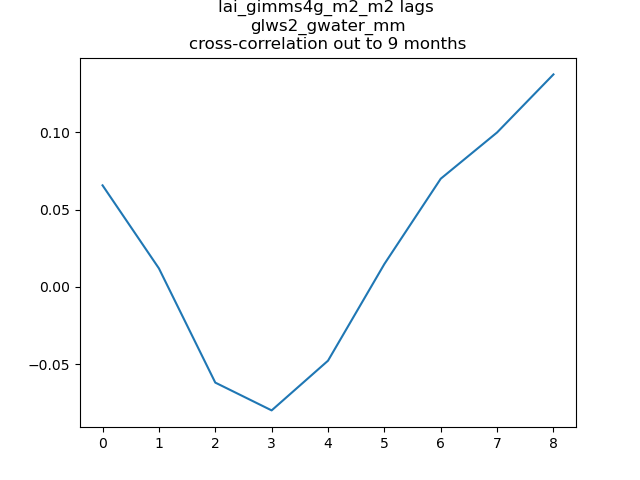 lai_gimms4g_m2_m2 lags
glws2_gwater_mm
cross-correlation out to 9 months
0.10
0.05
0.00
−0.05
0 1 2 3 4 5 6 7 8